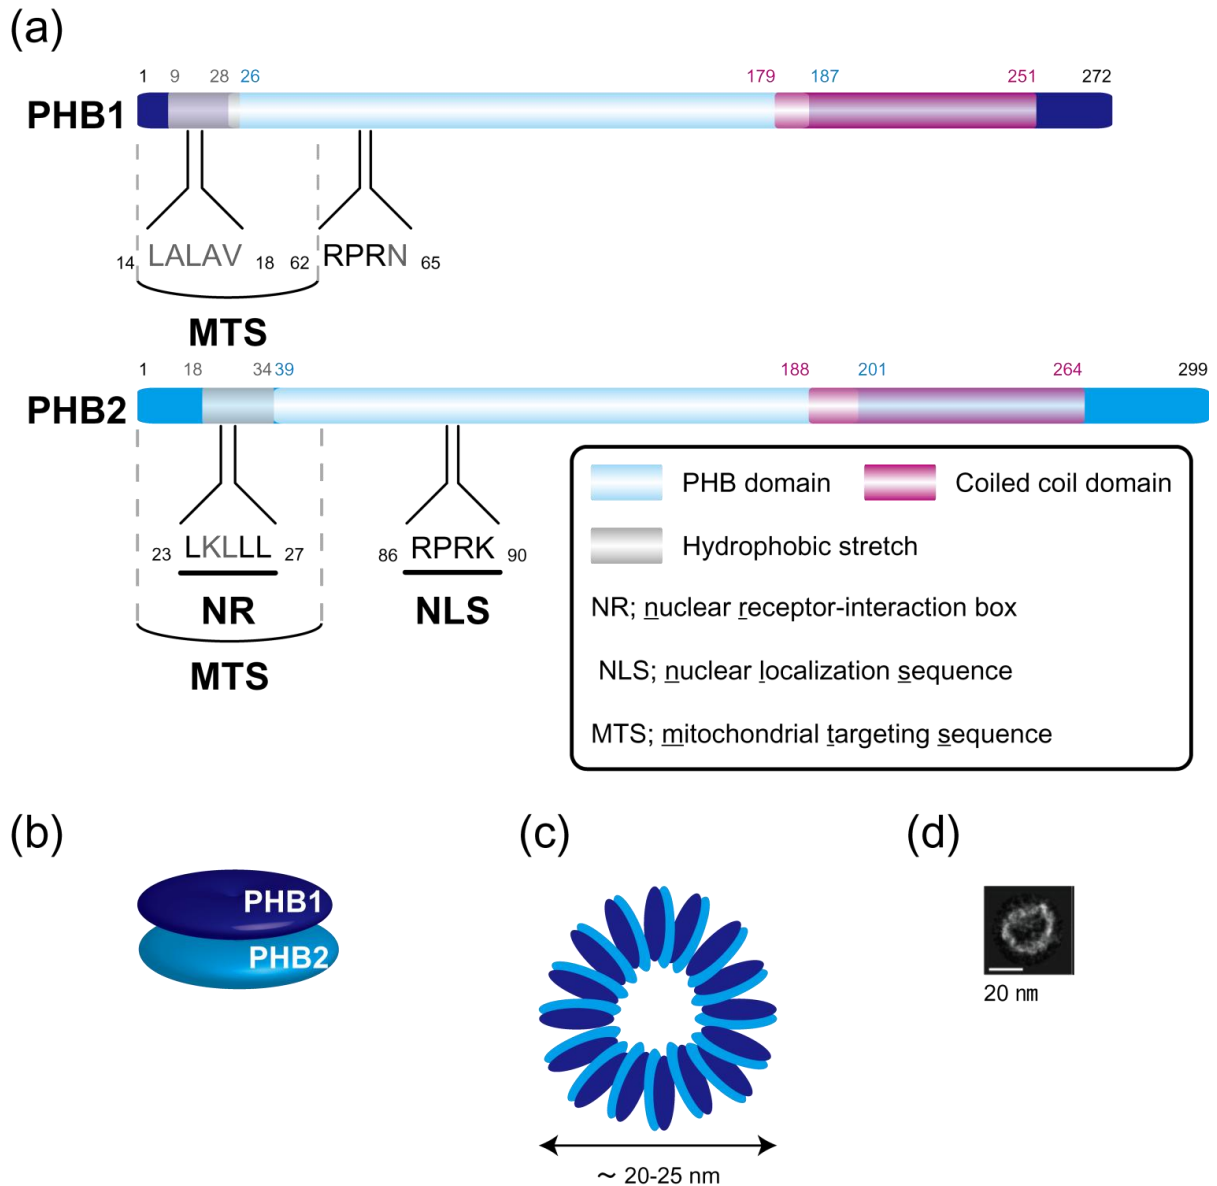 (a)
1 9 28 26 179 187 251 272
PHB1
14 LALAV 18 62 RPRN 65
MTS
1 18 34 39 188 201 264 299
PHB2
PHB domain Coiled coil domain
23 LKLLL 27 86 RPRK 90
Hydrophobic stretch
NR NLS
NR; nuclear receptor-interaction box
MTS
NLS; nuclear localization sequence
MTS; mitochondrial targeting sequence
(b) (c) (d)
PHB1
PHB2
20 nm
~ 20-25 nm